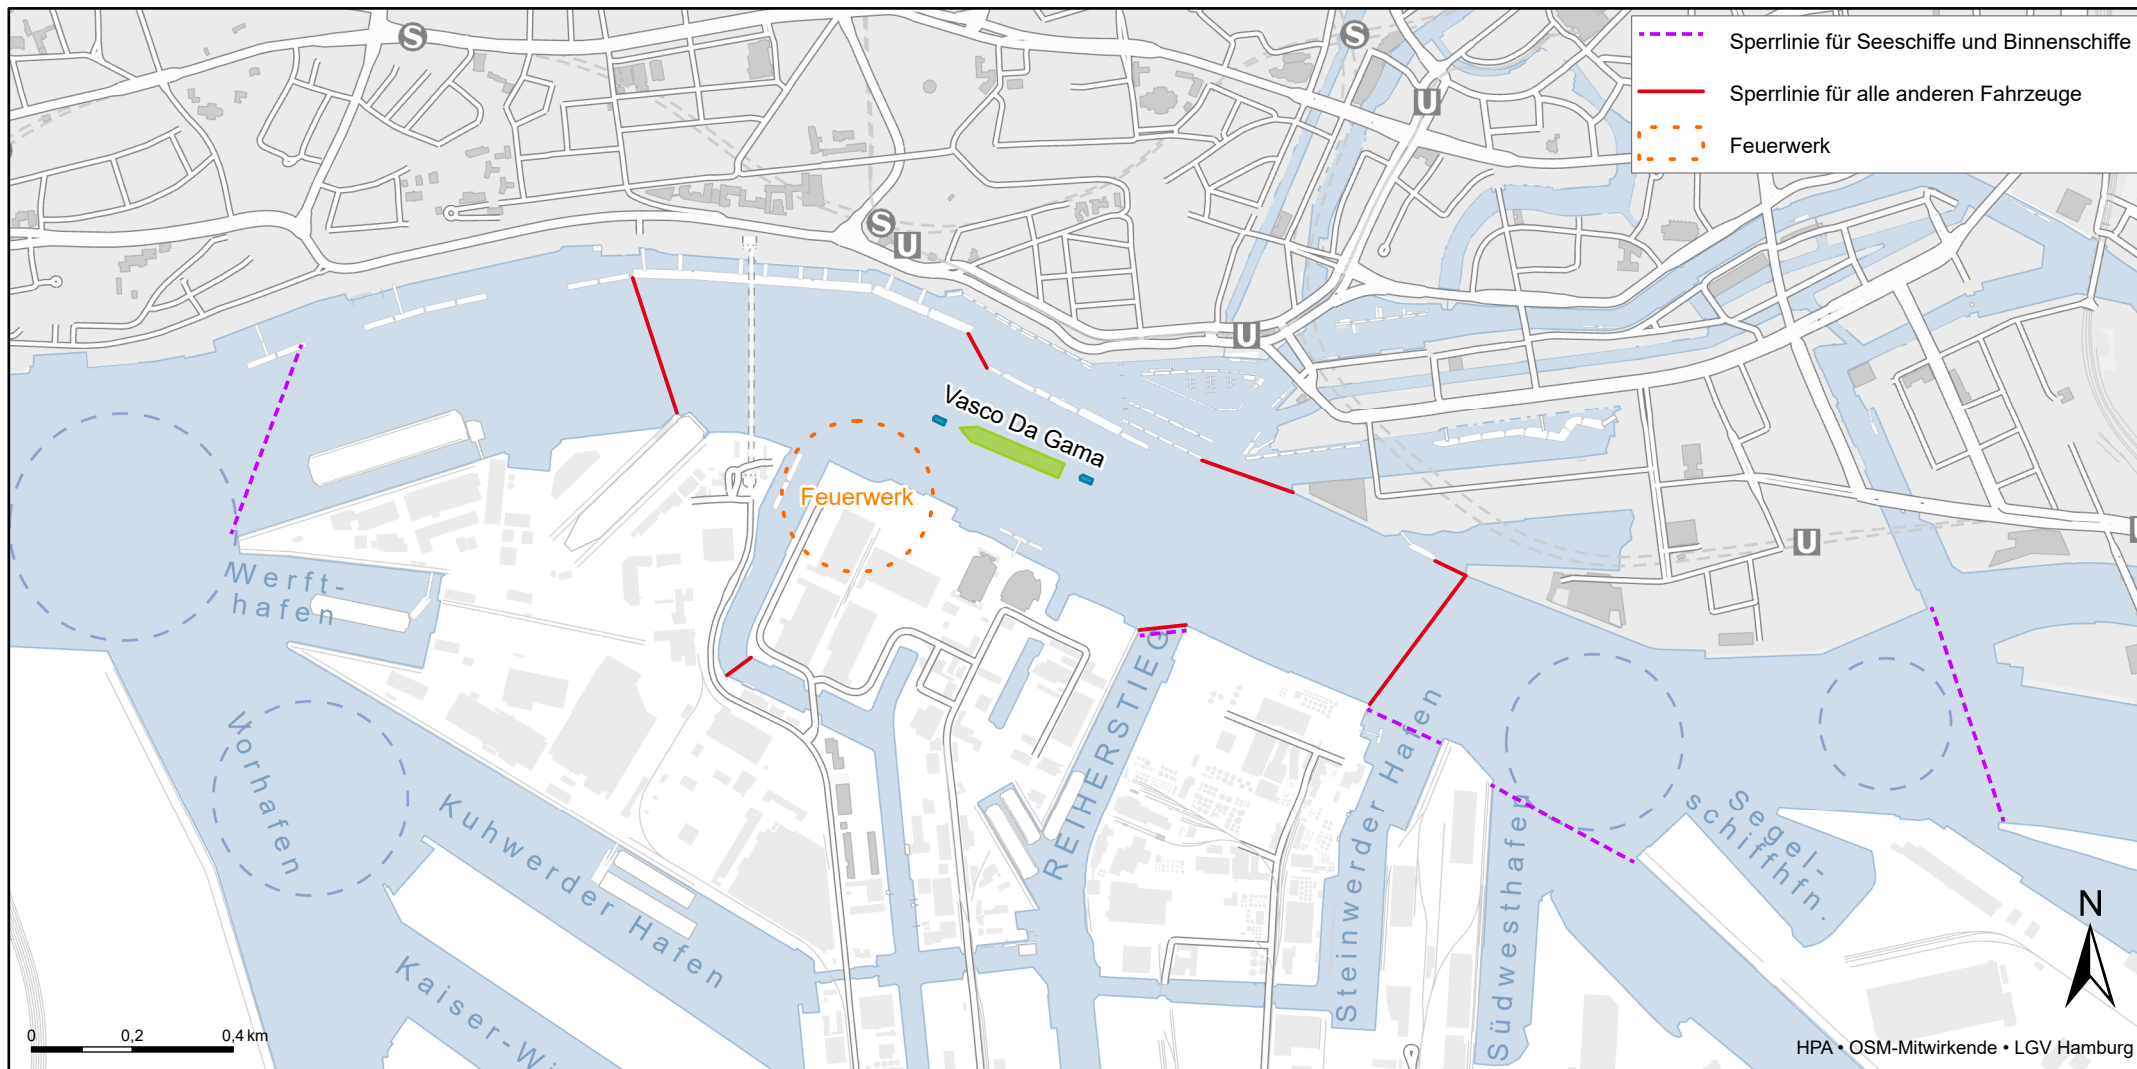 S
S
U
Sperrlinie für Seeschiffe und Binnenschiffe
Sperrlinie für alle anderen Fahrzeuge
Feuerwerk
S
U
U
U
Vasco Da Gama
Feuerwerk
Werft-
hafen
Vorhafen
Kuhwerder Hafen
Kaiser-Wi
REIHERSTIEG
Steinwerder Hafen
Südwesthafen
Segel-
schiffhfn.
N
0 0,2 0,4 km
HPA • OSM-Mitwirkende • LGV Hamburg